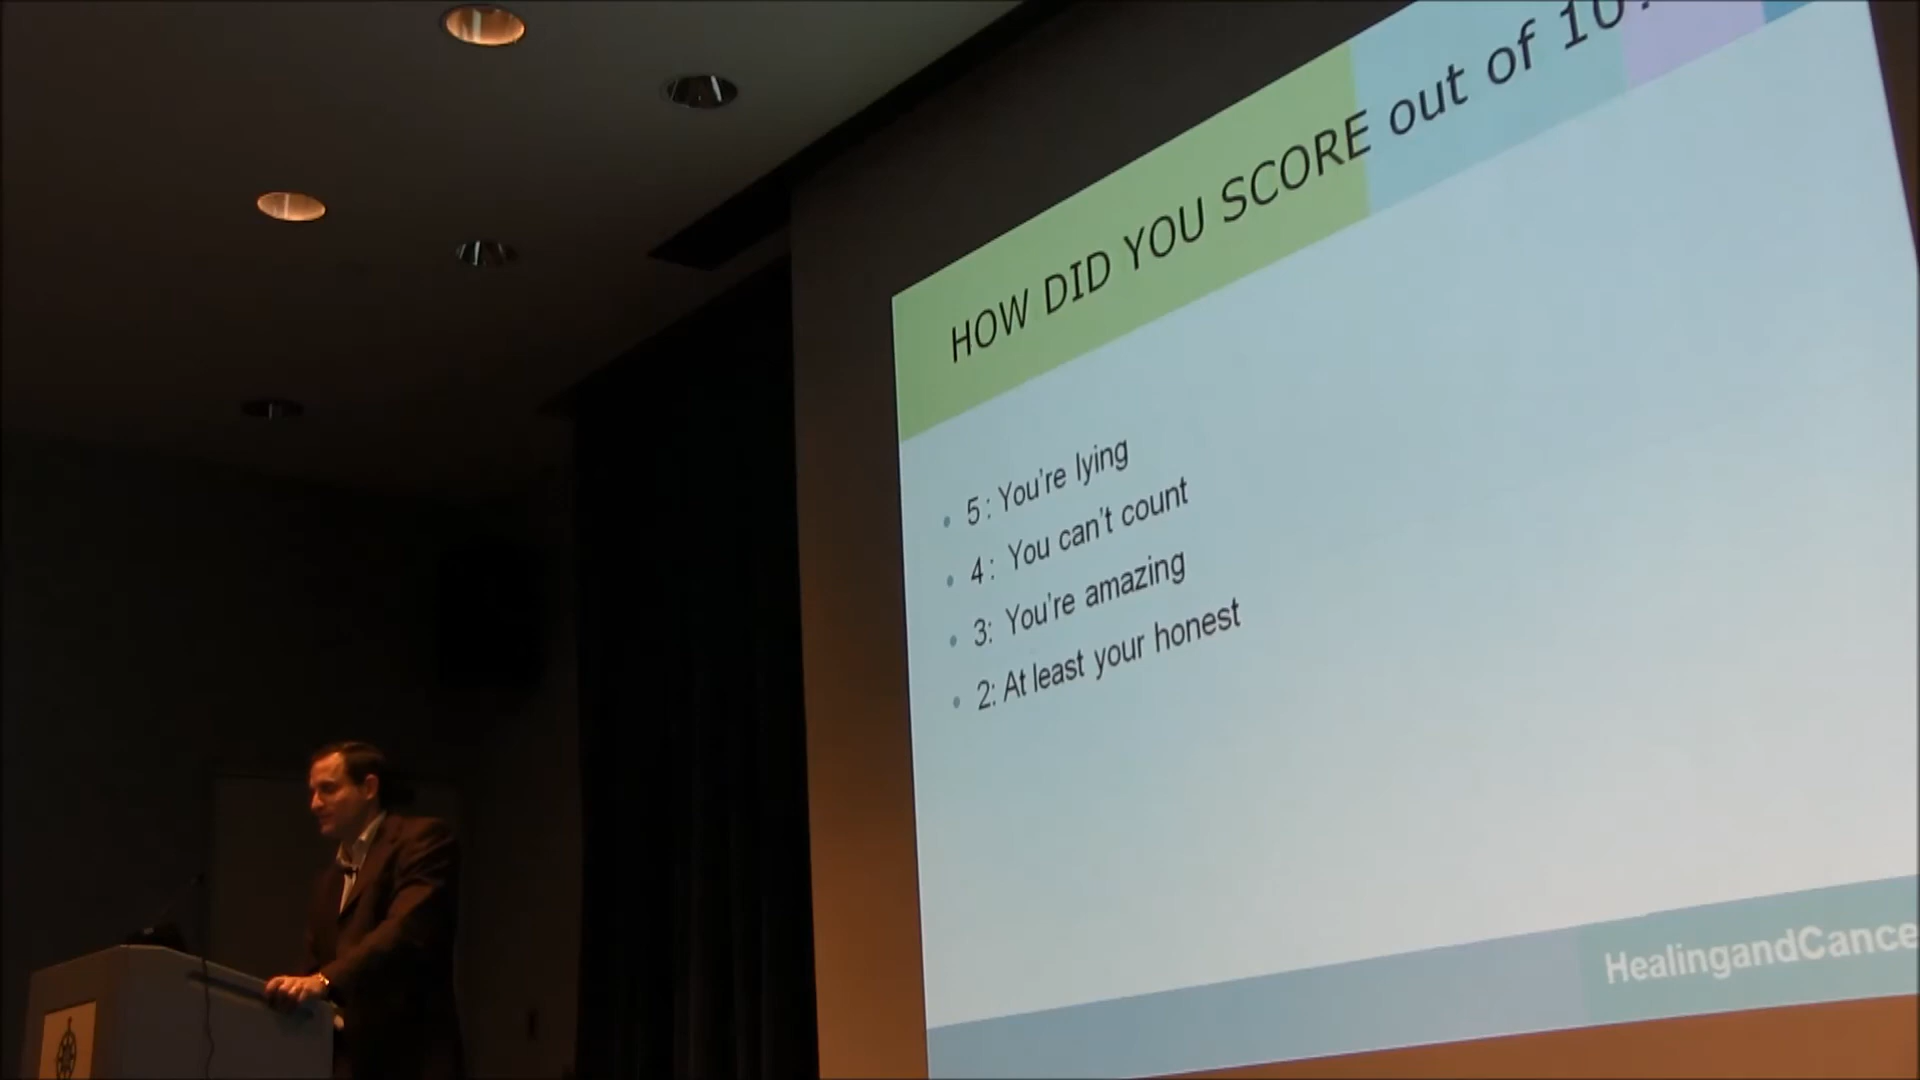 HOW DID YOU SCORE out of 10?
5: You're lying
4: You can't count
3: You're amazing
2: At least your honest
HealingandCance